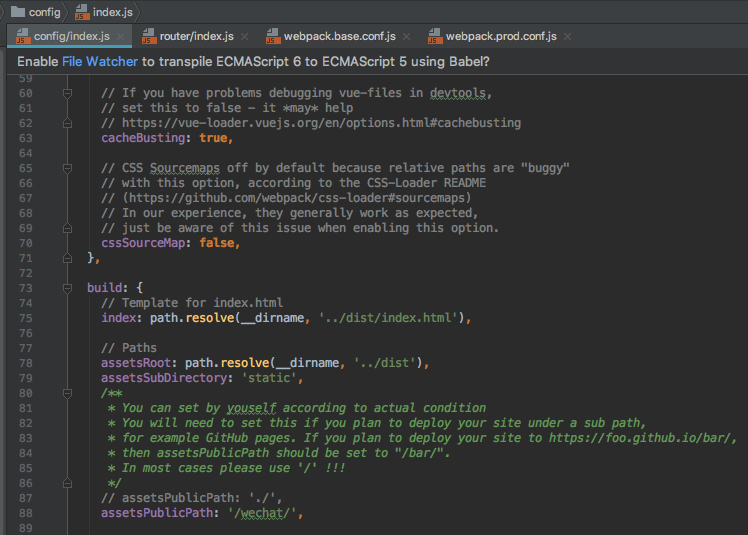 config index.js
config/index.js router/index.js webpack.base.conf.js webpack.prod.conf.js
Enable File Watcher to transpile ECMAScript 6 to ECMAScript 5 using Babel?
59
60 // If you have problems debugging vue-files in devtools,
61 // set this to false - it *may* help
62 // https://vue-loader.vuejs.org/en/options.html#cachebusting
63 cacheBusting: true,
64
65 // CSS Sourcemaps off by default because relative paths are "buggy"
66 // with this option, according to the CSS-Loader README
67 // (https://github.com/webpack/css-loader#sourcemaps)
68 // In our experience, they generally work as expected,
69 // just be aware of this issue when enabling this option.
70 cssSourceMap: false,
71 },
72
73 build: {
74 // Template for index.html
75 index: path.resolve(__dirname, '../dist/index.html'),
76
77 // Paths
78 assetsRoot: path.resolve(__dirname, '../dist'),
79 assetsSubDirectory: 'static',
80 /**
81 * You can set by youself according to actual condition
82 * You will need to set this if you plan to deploy your site under a sub path,
83 * for example GitHub pages. If you plan to deploy your site to https://foo.github.io/bar/,
84 * then assetsPublicPath should be set to "/bar/".
85 * In most cases please use '/' !!!
86 */
87 // assetsPublicPath: './',
88 assetsPublicPath: '/wechat/',
89